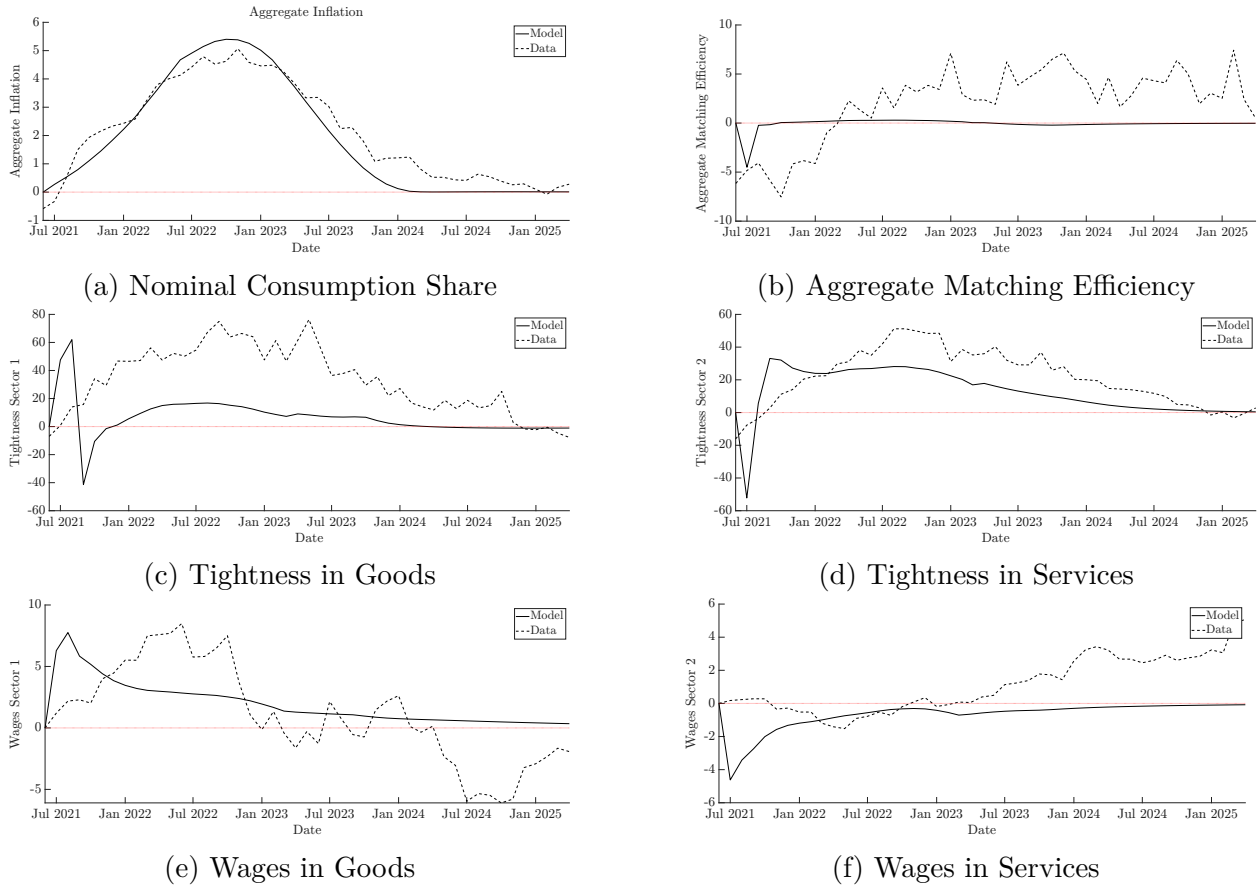 Aggregate Inflation
Model
Data
Aggregate Inflation
6
5
4
3
2
1
0
-1
Jul 2021 Jan 2022 Jul 2022 Jan 2023 Jul 2023 Jan 2024 Jul 2024 Jan 2025
Date
(a) Nominal Consumption Share
Model
Data
Aggregate Matching Efficiency
10
5
0
-5
-10
Jul 2021 Jan 2022 Jul 2022 Jan 2023 Jul 2023 Jan 2024 Jul 2024 Jan 2025
Date
(b) Aggregate Matching Efficiency
Model
Data
Tightness Sector 1
80
60
40
20
0
-20
-40
-60
Jul 2021 Jan 2022 Jul 2022 Jan 2023 Jul 2023 Jan 2024 Jul 2024 Jan 2025
Date
(c) Tightness in Goods
Model
Data
Tightness Sector 2
60
40
20
0
-20
-40
-60
Jul 2021 Jan 2022 Jul 2022 Jan 2023 Jul 2023 Jan 2024 Jul 2024 Jan 2025
Date
(d) Tightness in Services
Model
Data
Wages Sector 1
10
5
0
-5
Jul 2021 Jan 2022 Jul 2022 Jan 2023 Jul 2023 Jan 2024 Jul 2024 Jan 2025
Date
(e) Wages in Goods
Model
Data
Wages Sector 2
6
4
2
0
-2
-4
-6
Jul 2021 Jan 2022 Jul 2022 Jan 2023 Jul 2023 Jan 2024 Jul 2024 Jan 2025
Date
(f) Wages in Services